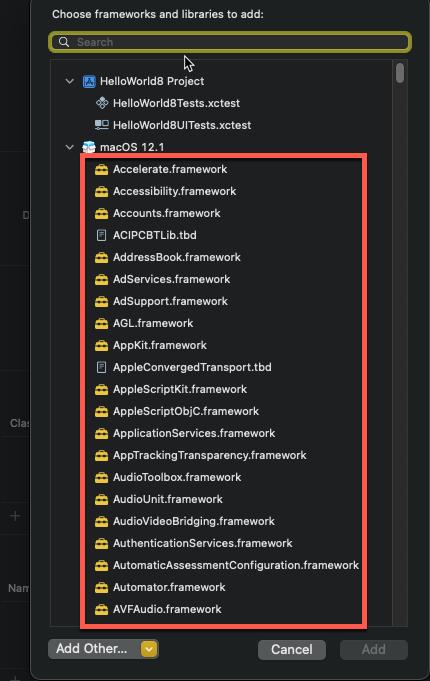 Choose frameworks and libraries to add:
Search
HelloWorld8 Project
HelloWorld8Tests.xctest
HelloWorld8UITests.xctest
macOS 12.1
Accelerate.framework
Accessibility.framework
Accounts.framework
ACIPCBTLib.tbd
AddressBook.framework
AdServices.framework
AdSupport.framework
AGL.framework
AppKit.framework
AppleConvergedTransport.tbd
AppleScriptKit.framework
AppleScriptObjC.framework
ApplicationServices.framework
AppTrackingTransparency.framework
AudioToolbox.framework
AudioUnit.framework
AudioVideoBridging.framework
AuthenticationServices.framework
AutomaticAssessmentConfiguration.framework
Automator.framework
AVFAudio.framework
Add Other...
Cancel
Add
D
Clas
Nam